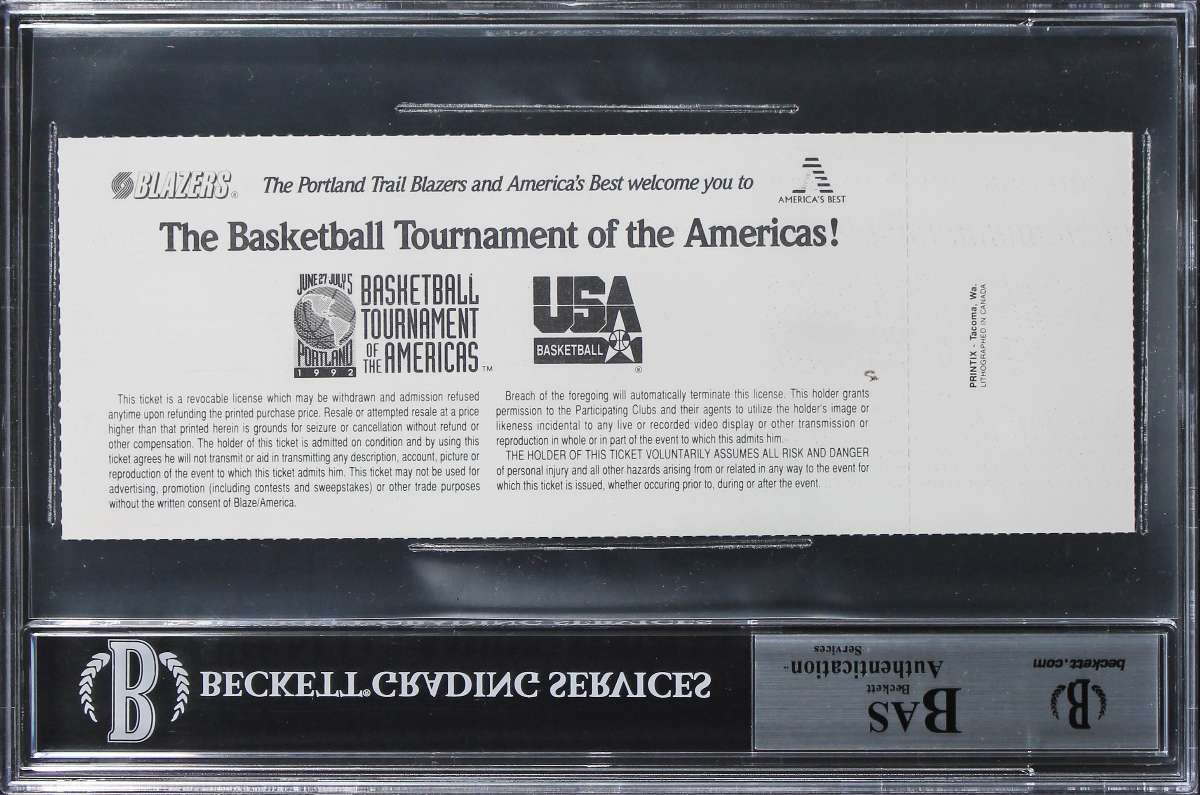 BLAZERS®
The Portland Trail Blazers and America's Best welcome you to
AMERICA'S BEST
The Basketball Tournament of the Americas!
JUNE 27 JULY 5
PORTLAND
1992
BASKETBALL
TOURNAMENT
OF THE AMERICAS™
USA
BASKETBALL
®
This ticket is a revocable license which may be withdrawn and admission refused
anytime upon refunding the printed purchase price. Resale or attempted resale at a price
higher than that printed herein is grounds for seizure or cancellation without refund or
other compensation. The holder of this ticket is admitted on condition and by using this
ticket agrees he will not transmit or aid in transmitting any description, account, picture or
reproduction of the event to which this ticket admits him. This ticket may not be used for
advertising, promotion (including contests and sweepstakes) or other trade purposes
without the written consent of Blaze/America.
Breach of the foregoing will automatically terminate this license. This holder grants
permission to the Participating Clubs and their agents to utilize the holder's image or
likeness incidental to any live or recorded video display or other transmission or
reproduction in whole or in part of the event to which this admits him.
THE HOLDER OF THIS TICKET VOLUNTARILY ASSUMES ALL RISK AND DANGER
of personal injury and all other hazards arising from or related in any way to the event for
which this ticket is issued, whether occuring prior to, during or after the event.
PRINTIX - Tacoma, Wa.
LITHOGRAPHED IN CANADA
B
BECKETT® GRADING SERVICES
B
beckett.com
BAS
Beckett
Authentication
Services